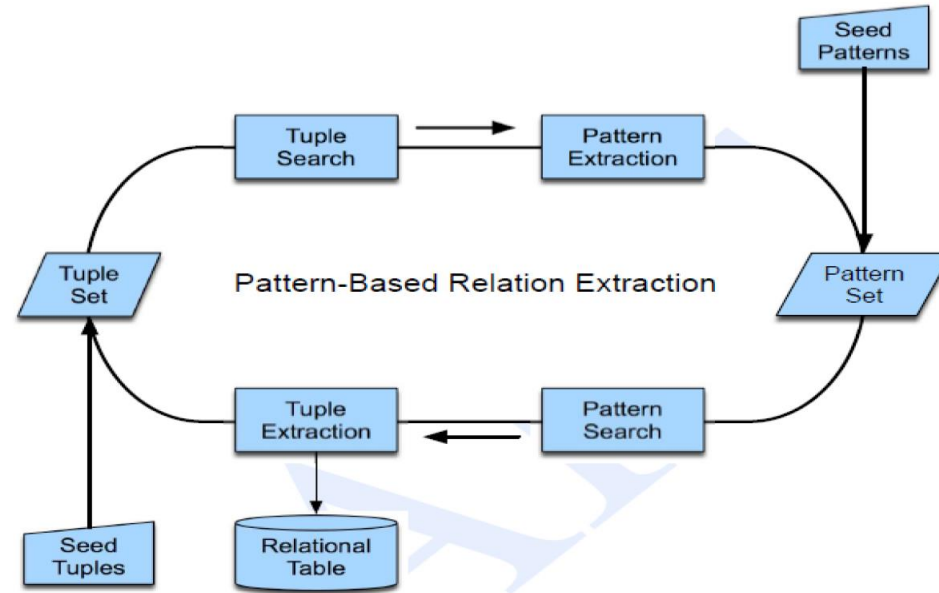 Seed
Patterns
Tuple
Search
Pattern
Extraction
Tuple
Set
Pattern-Based Relation Extraction
Pattern
Set
Tuple
Extraction
Pattern
Search
Seed
Tuples
Relational
Table